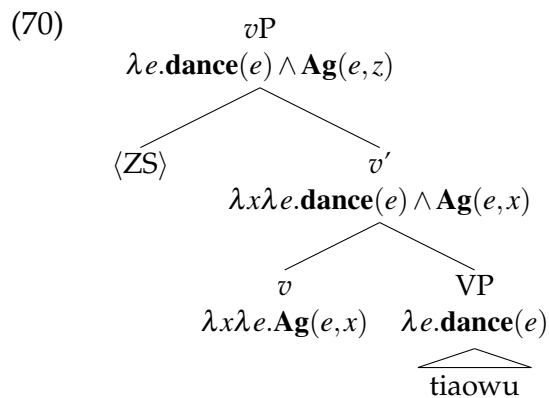 (70)
vP
λe.dance(e) ∧ Ag(e,z)
⟨ZS⟩ v′
λxλe.dance(e) ∧ Ag(e,x)
v VP
λxλe.Ag(e,x) λe.dance(e)
tiaowu